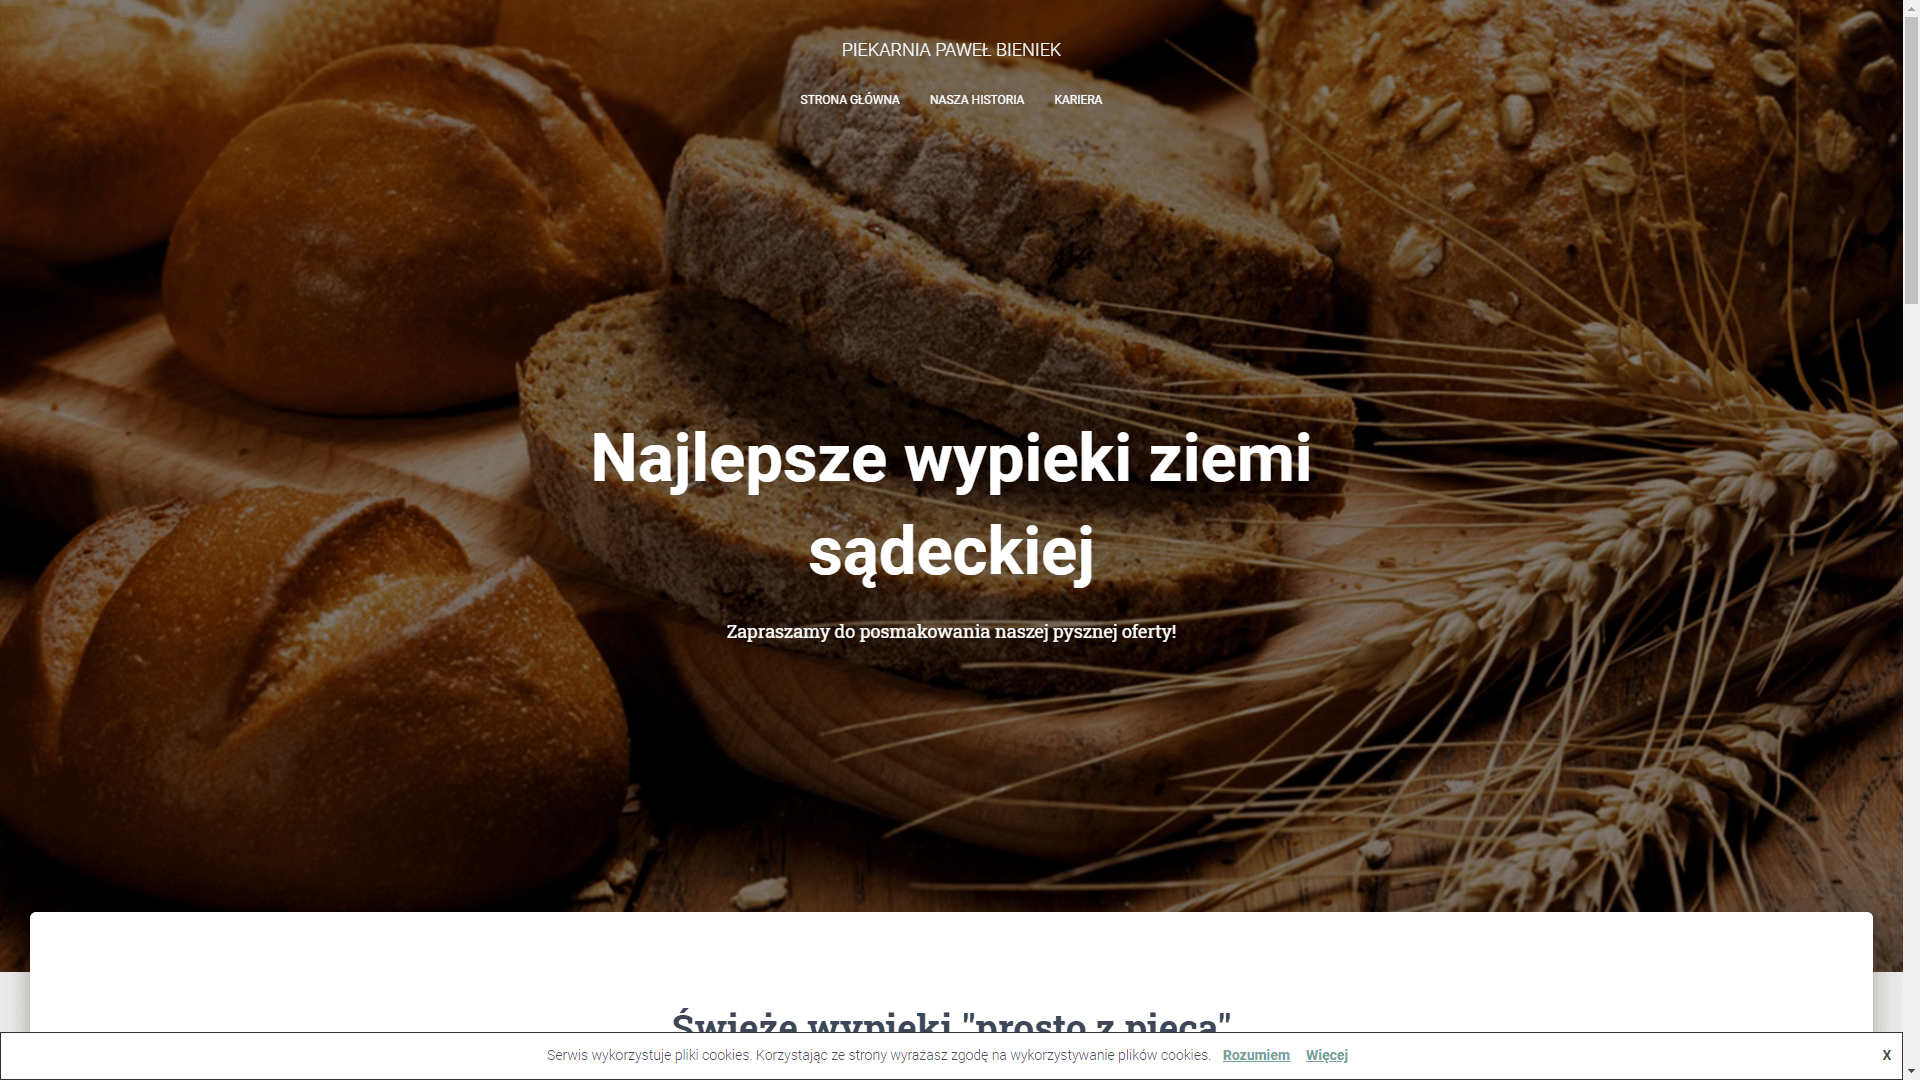 PIEKARNIA PAWEŁ BIENIEK
STRONA GŁÓWNA NASZA HISTORIA KARIERA
Najlepsze wypieki ziemi
sądeckiej
Zapraszamy do posmakowania naszej pysznej oferty!
Świeże wypieki "prosto z pieca"
Serwis wykorzystuje pliki cookies. Korzystając ze strony wyrażasz zgodę na wykorzystywanie plików cookies. Rozumiem Więcej X